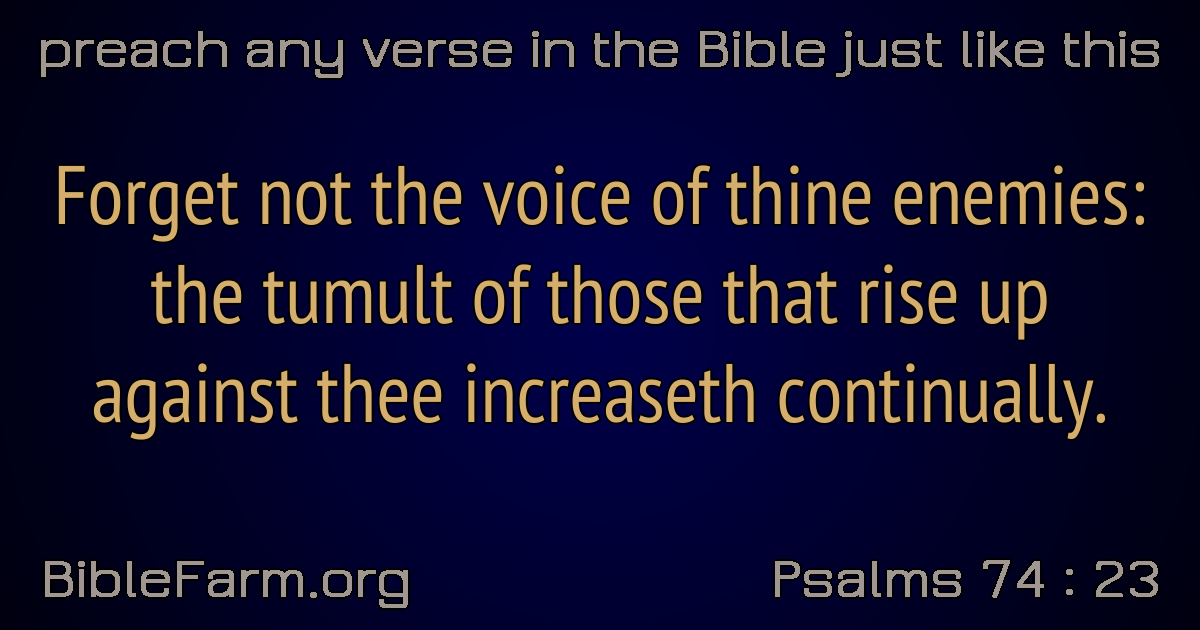 preach any verse in the Bible just like this
Forget not the voice of thine enemies:
the tumult of those that rise up
against thee increaseth continually.
BibleFarm.org
Psalms 74 : 23